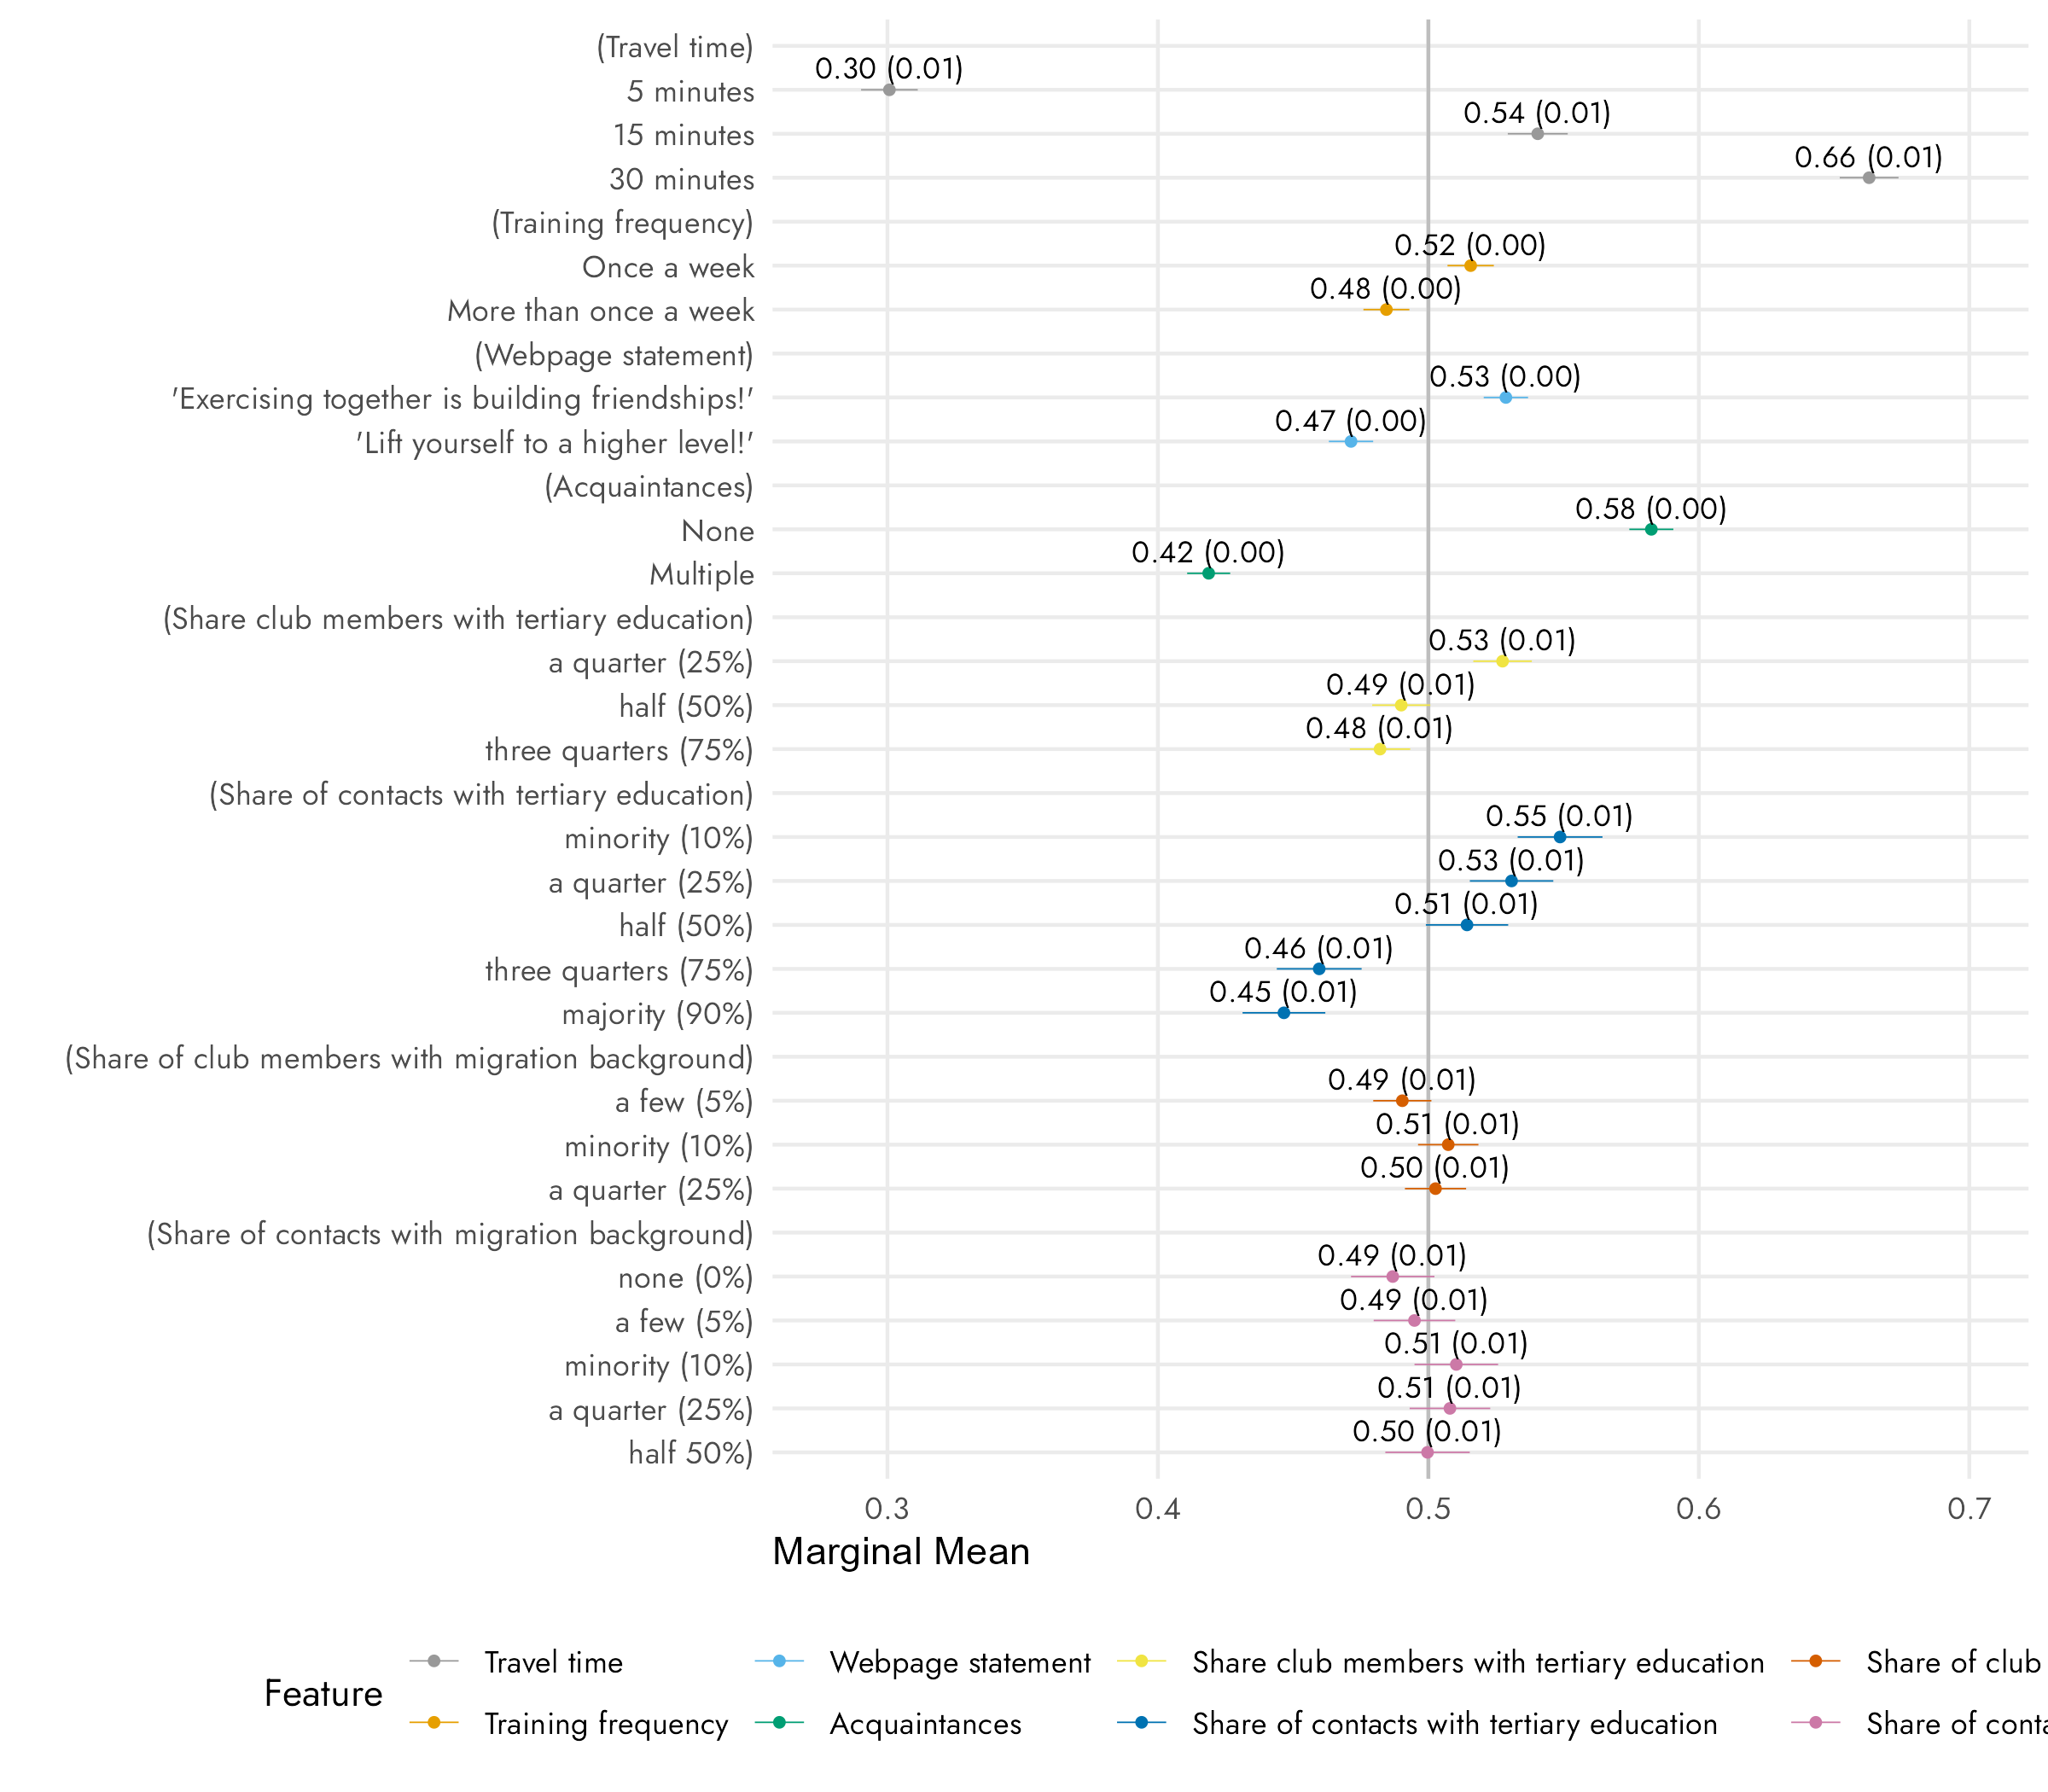 (Travel time)
0.30 (0.01)
5 minutes
0.54 (0.01)
15 minutes
0.66 (0.01)
30 minutes
(Training frequency)
0.52 (0.00)
Once a week
0.48 (0.00)
More than once a week
(Webpage statement)
0.53 (0.00)
'Exercising together is building friendships!'
0.47 (0.00)
'Lift yourself to a higher level!'
(Acquaintances)
0.58 (0.00)
None
0.42 (0.00)
Multiple
(Share club members with tertiary education)
0.53 (0.01)
a quarter (25%)
0.49 (0.01)
half (50%)
0.48 (0.01)
three quarters (75%)
(Share of contacts with tertiary education)
0.55 (0.01)
minority (10%)
0.53 (0.01)
a quarter (25%)
0.51 (0.01)
half (50%)
0.46 (0.01)
three quarters (75%)
0.45 (0.01)
majority (90%)
(Share of club members with migration background)
0.49 (0.01)
a few (5%)
0.51 (0.01)
minority (10%)
0.50 (0.01)
a quarter (25%)
(Share of contacts with migration background)
0.49 (0.01)
none (0%)
0.49 (0.01)
a few (5%)
0.51 (0.01)
minority (10%)
0.51 (0.01)
a quarter (25%)
0.50 (0.01)
half 50%)
0.3 0.4 0.5 0.6 0.7
Marginal Mean
Feature
Travel time Webpage statement Share club members with tertiary education Share of club
Training frequency Acquaintances Share of contacts with tertiary education Share of